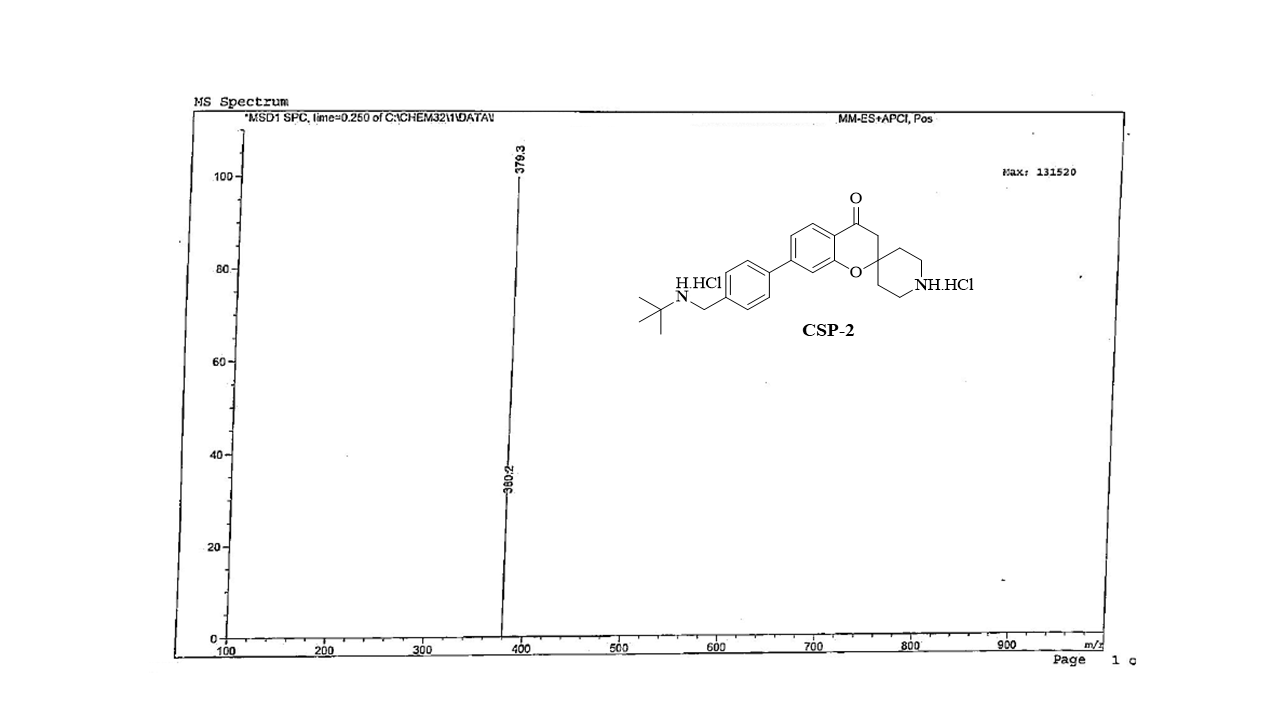 MS Spectrum
*MSD1 SPC, time=0.250 of C:\CHEM32\1\DATA\
MM-ES+APCI, Pos
379.3
100
Max: 131520
O
80
H.HCl
N
O
NH.HCl
CSP-2
60
40
380.2
20
0
100 200 300 400 500 600 700 800 900 m/z
Page 1 o